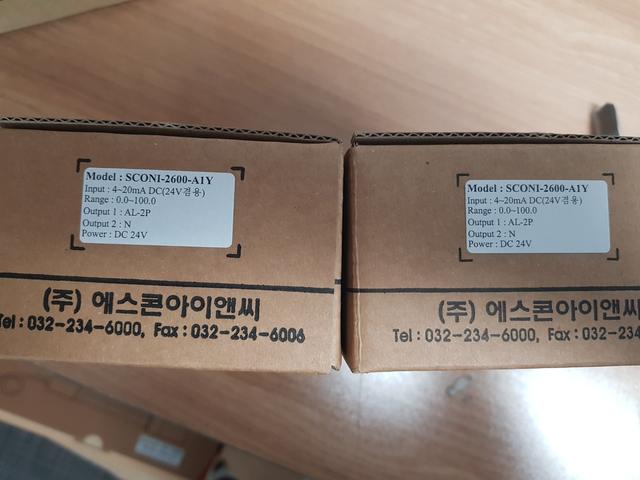 Model : SCONI-2600-A1Y
Input : 4~20mA DC(24V겸용)
Range : 0.0~100.0
Output 1 : AL-2P
Output 2 : N
Power : DC 24V
(주) 에스콘아이앤씨
Tel : 032-234-6000, Fax : 032-234-6006
Model : SCONI-2600-A1Y
Input : 4~20mA DC(24V겸용)
Range : 0.0~100.0
Output 1 : AL-2P
Output 2 : N
Power : DC 24V
(주) 에스콘아이앤씨
Tel : 032-234-6000, Fax : 032-234